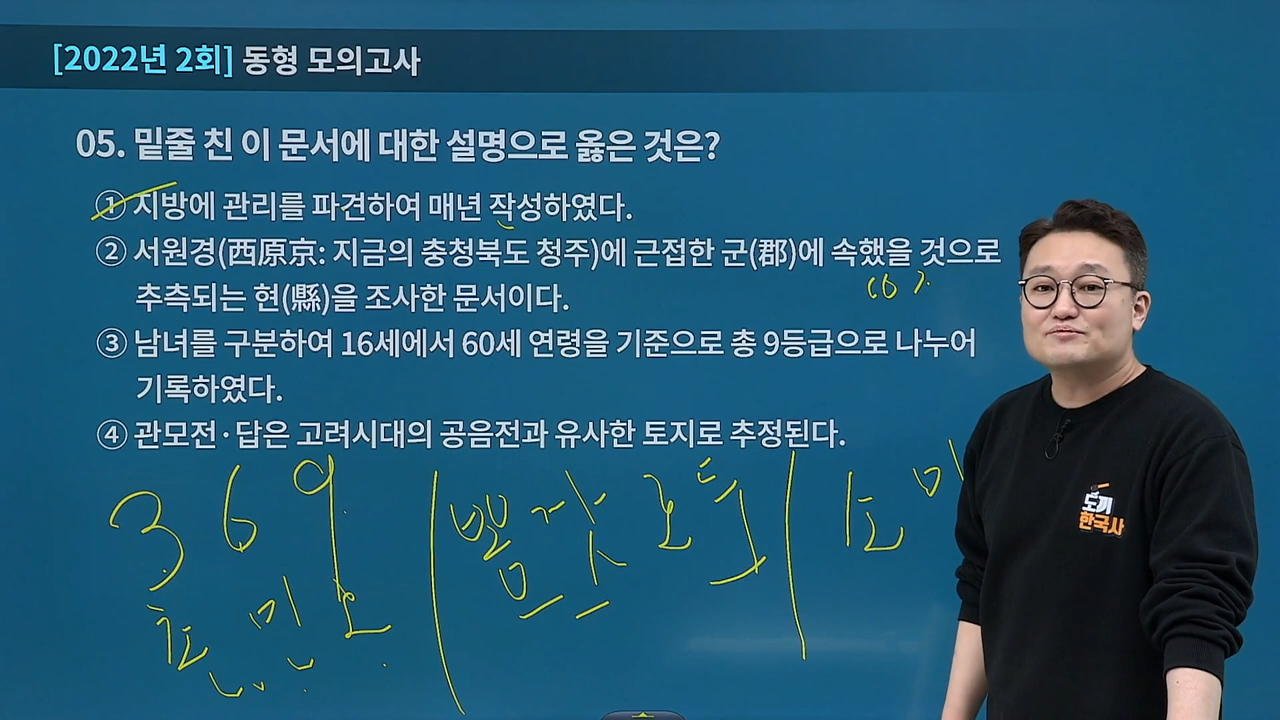 [2022년 2회] 동형 모의고사
05. 밑줄 친 이 문서에 대한 설명으로 옳은 것은?
① 지방에 관리를 파견하여 매년 작성하였다.
② 서원경(西原京: 지금의 충청북도 청주)에 근접한 군(郡)에 속했을 것으로
추측되는 현(縣)을 조사한 문서이다.
③ 남녀를 구분하여 16세에서 60세 연령을 기준으로 총 9등급으로 나누어
기록하였다.
④ 관모전·답은 고려시대의 공음전과 유사한 토지로 추정된다.
3 6 9
촌 민
도끼
한국사